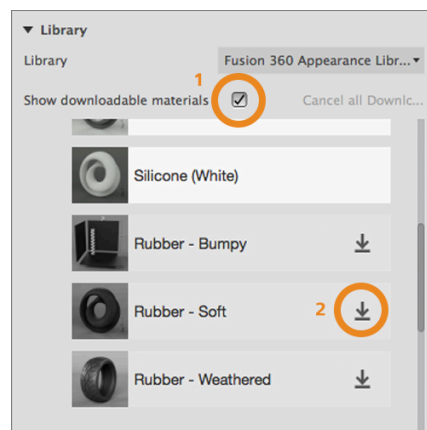 Library
Library
Fusion 360 Appearance Libr...
1
Show downloadable materials
Cancel all Downlc...
Silicone (White)
Rubber - Bumpy
Rubber - Soft
2
Rubber - Weathered